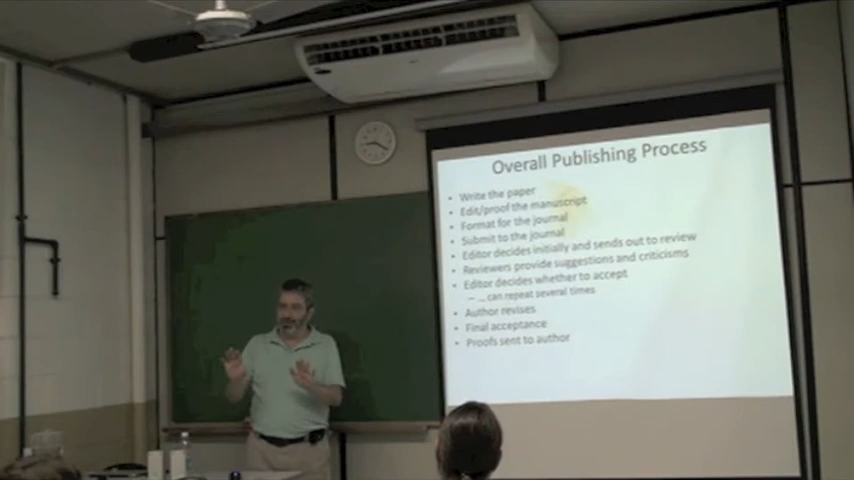 Overall Publishing Process
• Write the paper
• Edit/proof the manuscript
• Format for the journal
• Submit to the journal
• Editor decides initially and sends out to review
• Reviewers provide suggestions and criticisms
• Editor decides whether to accept
– ... can repeat several times
• Author revises
• Final acceptance
• Proofs sent to author